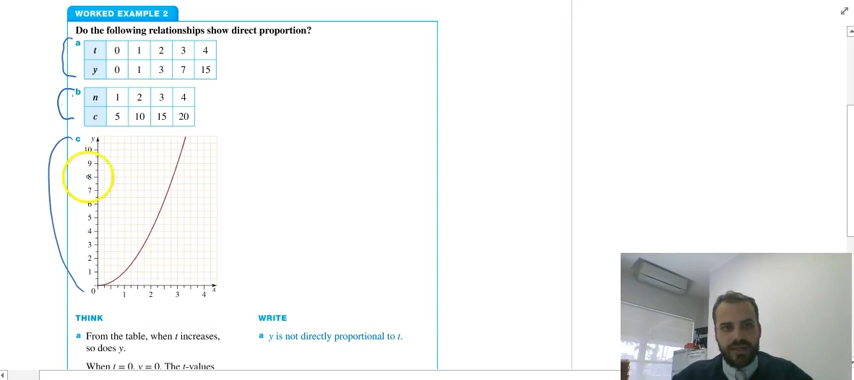 WORKED EXAMPLE 2
Do the following relationships show direct proportion?
a
t 0 1 2 3 4
y 0 1 3 7 15
b
n 1 2 3 4
c 5 10 15 20
c
y
10
9
8
7
6
5
4
3
2
1
0
1 2 3 4 x
THINK WRITE
a From the table, when t increases, a y is not directly proportional to t.
so does y.
When t = 0, y = 0. The t-values